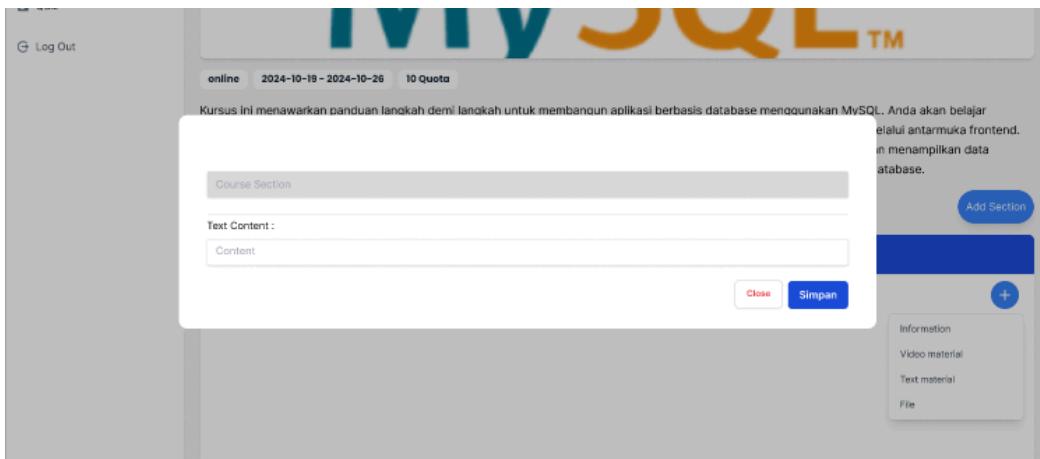 Log Out
MySQL TM
online 2024-10-19 - 2024-10-26 10 Quota
Kursus ini menawarkan panduan langkah demi langkah untuk membangun aplikasi berbasis database menggunakan MySQL. Anda akan belajar
elalui antarmuka frontend.
n menampilkan data
atabase.
Course Section
Add Section
Text Content :
Content
Close Simpan
Information
Video material
Text material
File